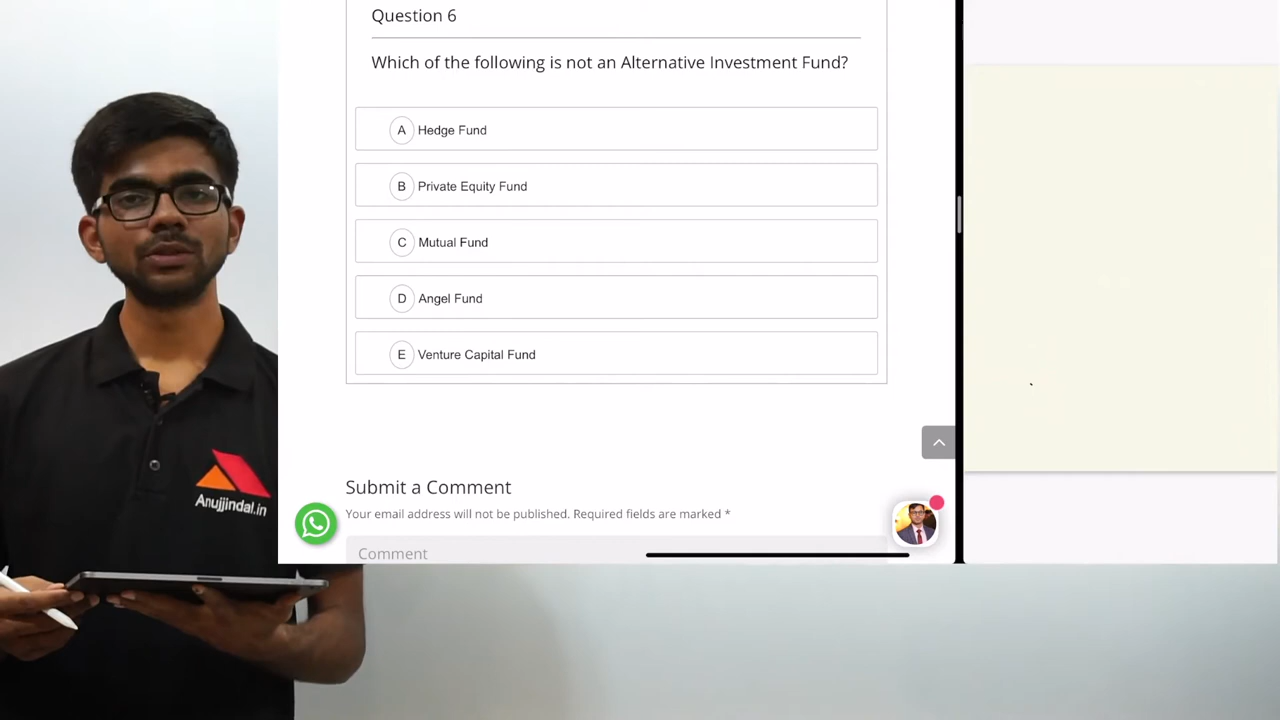 Question 6
Which of the following is not an Alternative Investment Fund?
A Hedge Fund
B Private Equity Fund
C Mutual Fund
D Angel Fund
E Venture Capital Fund
Submit a Comment
Your email address will not be published. Required fields are marked *
Comment
Anujjindal.in